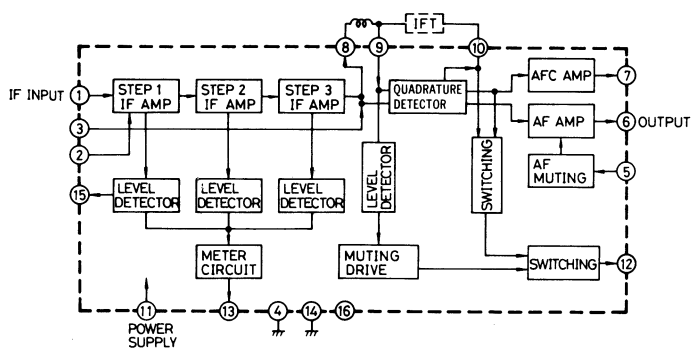 IFT
8
9
10
IF INPUT
1
STEP 1
IF AMP
STEP 2
IF AMP
STEP 3
IF AMP
QUADRATURE
DETECTOR
AFC AMP
7
3
AF AMP
6
OUTPUT
2
LEVEL
DETECTOR
SWITCHING
AF
MUTING
5
15
LEVEL
DETECTOR
LEVEL
DETECTOR
LEVEL
DETECTOR
METER
CIRCUIT
MUTING
DRIVE
SWITCHING
12
11
13
4
14
16
POWER
SUPPLY